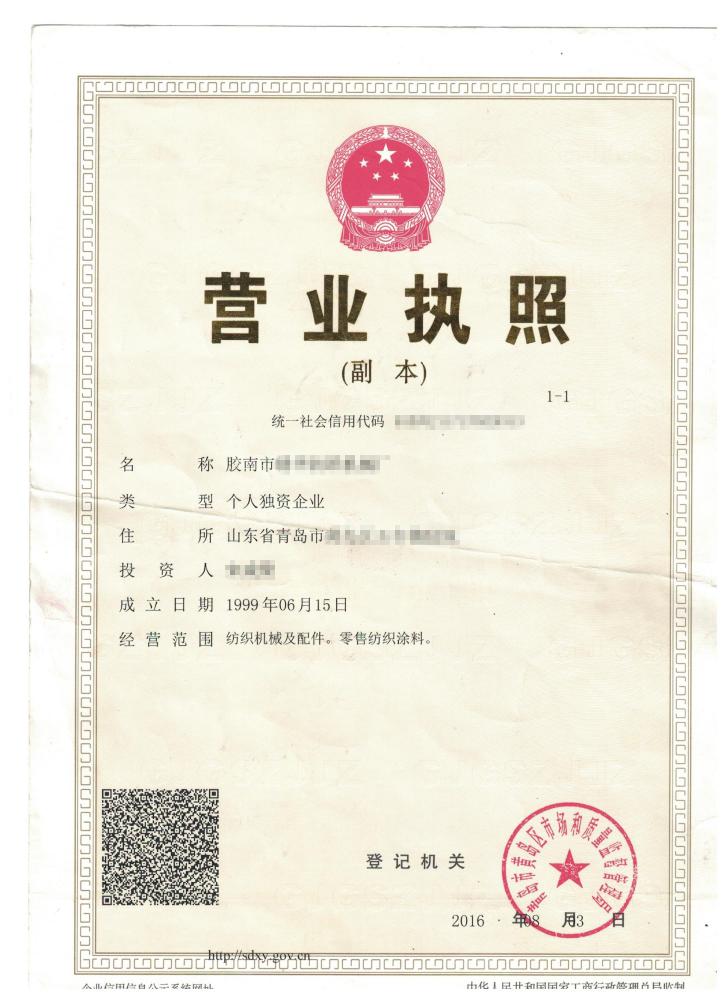 营业执照
(副 本)
1-1
统一社会信用代码
名 称 胶南市
类 型 个人独资企业
住 所 山东省青岛市
投 资 人
成 立 日 期 1999年06月15日
经 营 范 围 纺织机械及配件。零售纺织涂料。
青岛市黄岛区市场和质量监督管理局
登 记 机 关
2016 年08 月03 日
http://sdxy.gov.cn
企业信用信息公示系统网址
中华人民共和国国家工商行政管理总局监制